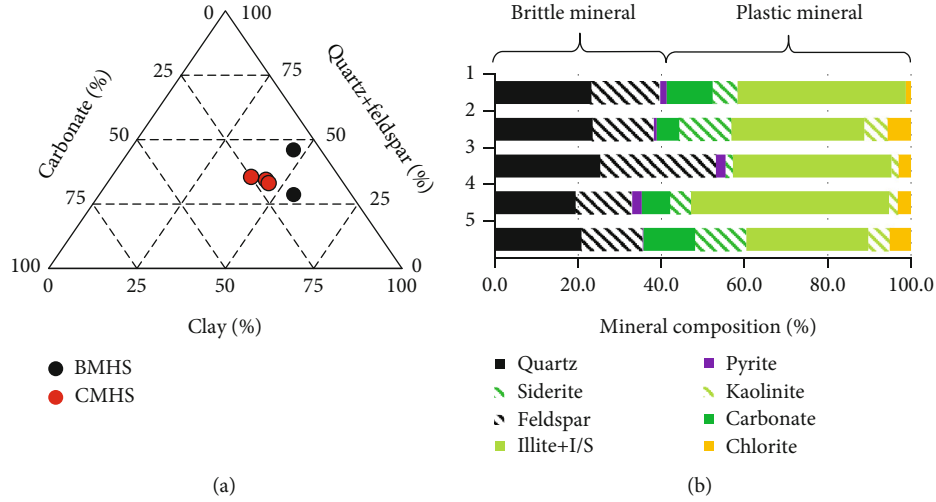 0 100
25 75
50 50
75 25
100 0
0 25 50 75 100
Carbonate (%)
Quartz+feldspar (%)
Clay (%)
BMHS
CMHS
(a)
Brittle mineral
Plastic mineral
1
2
3
4
5
0.0 20.0 40.0 60.0 80.0 100.0
Mineral composition (%)
Quartz
Siderite
Feldspar
Illite+I/S
Pyrite
Kaolinite
Carbonate
Chlorite
(b)